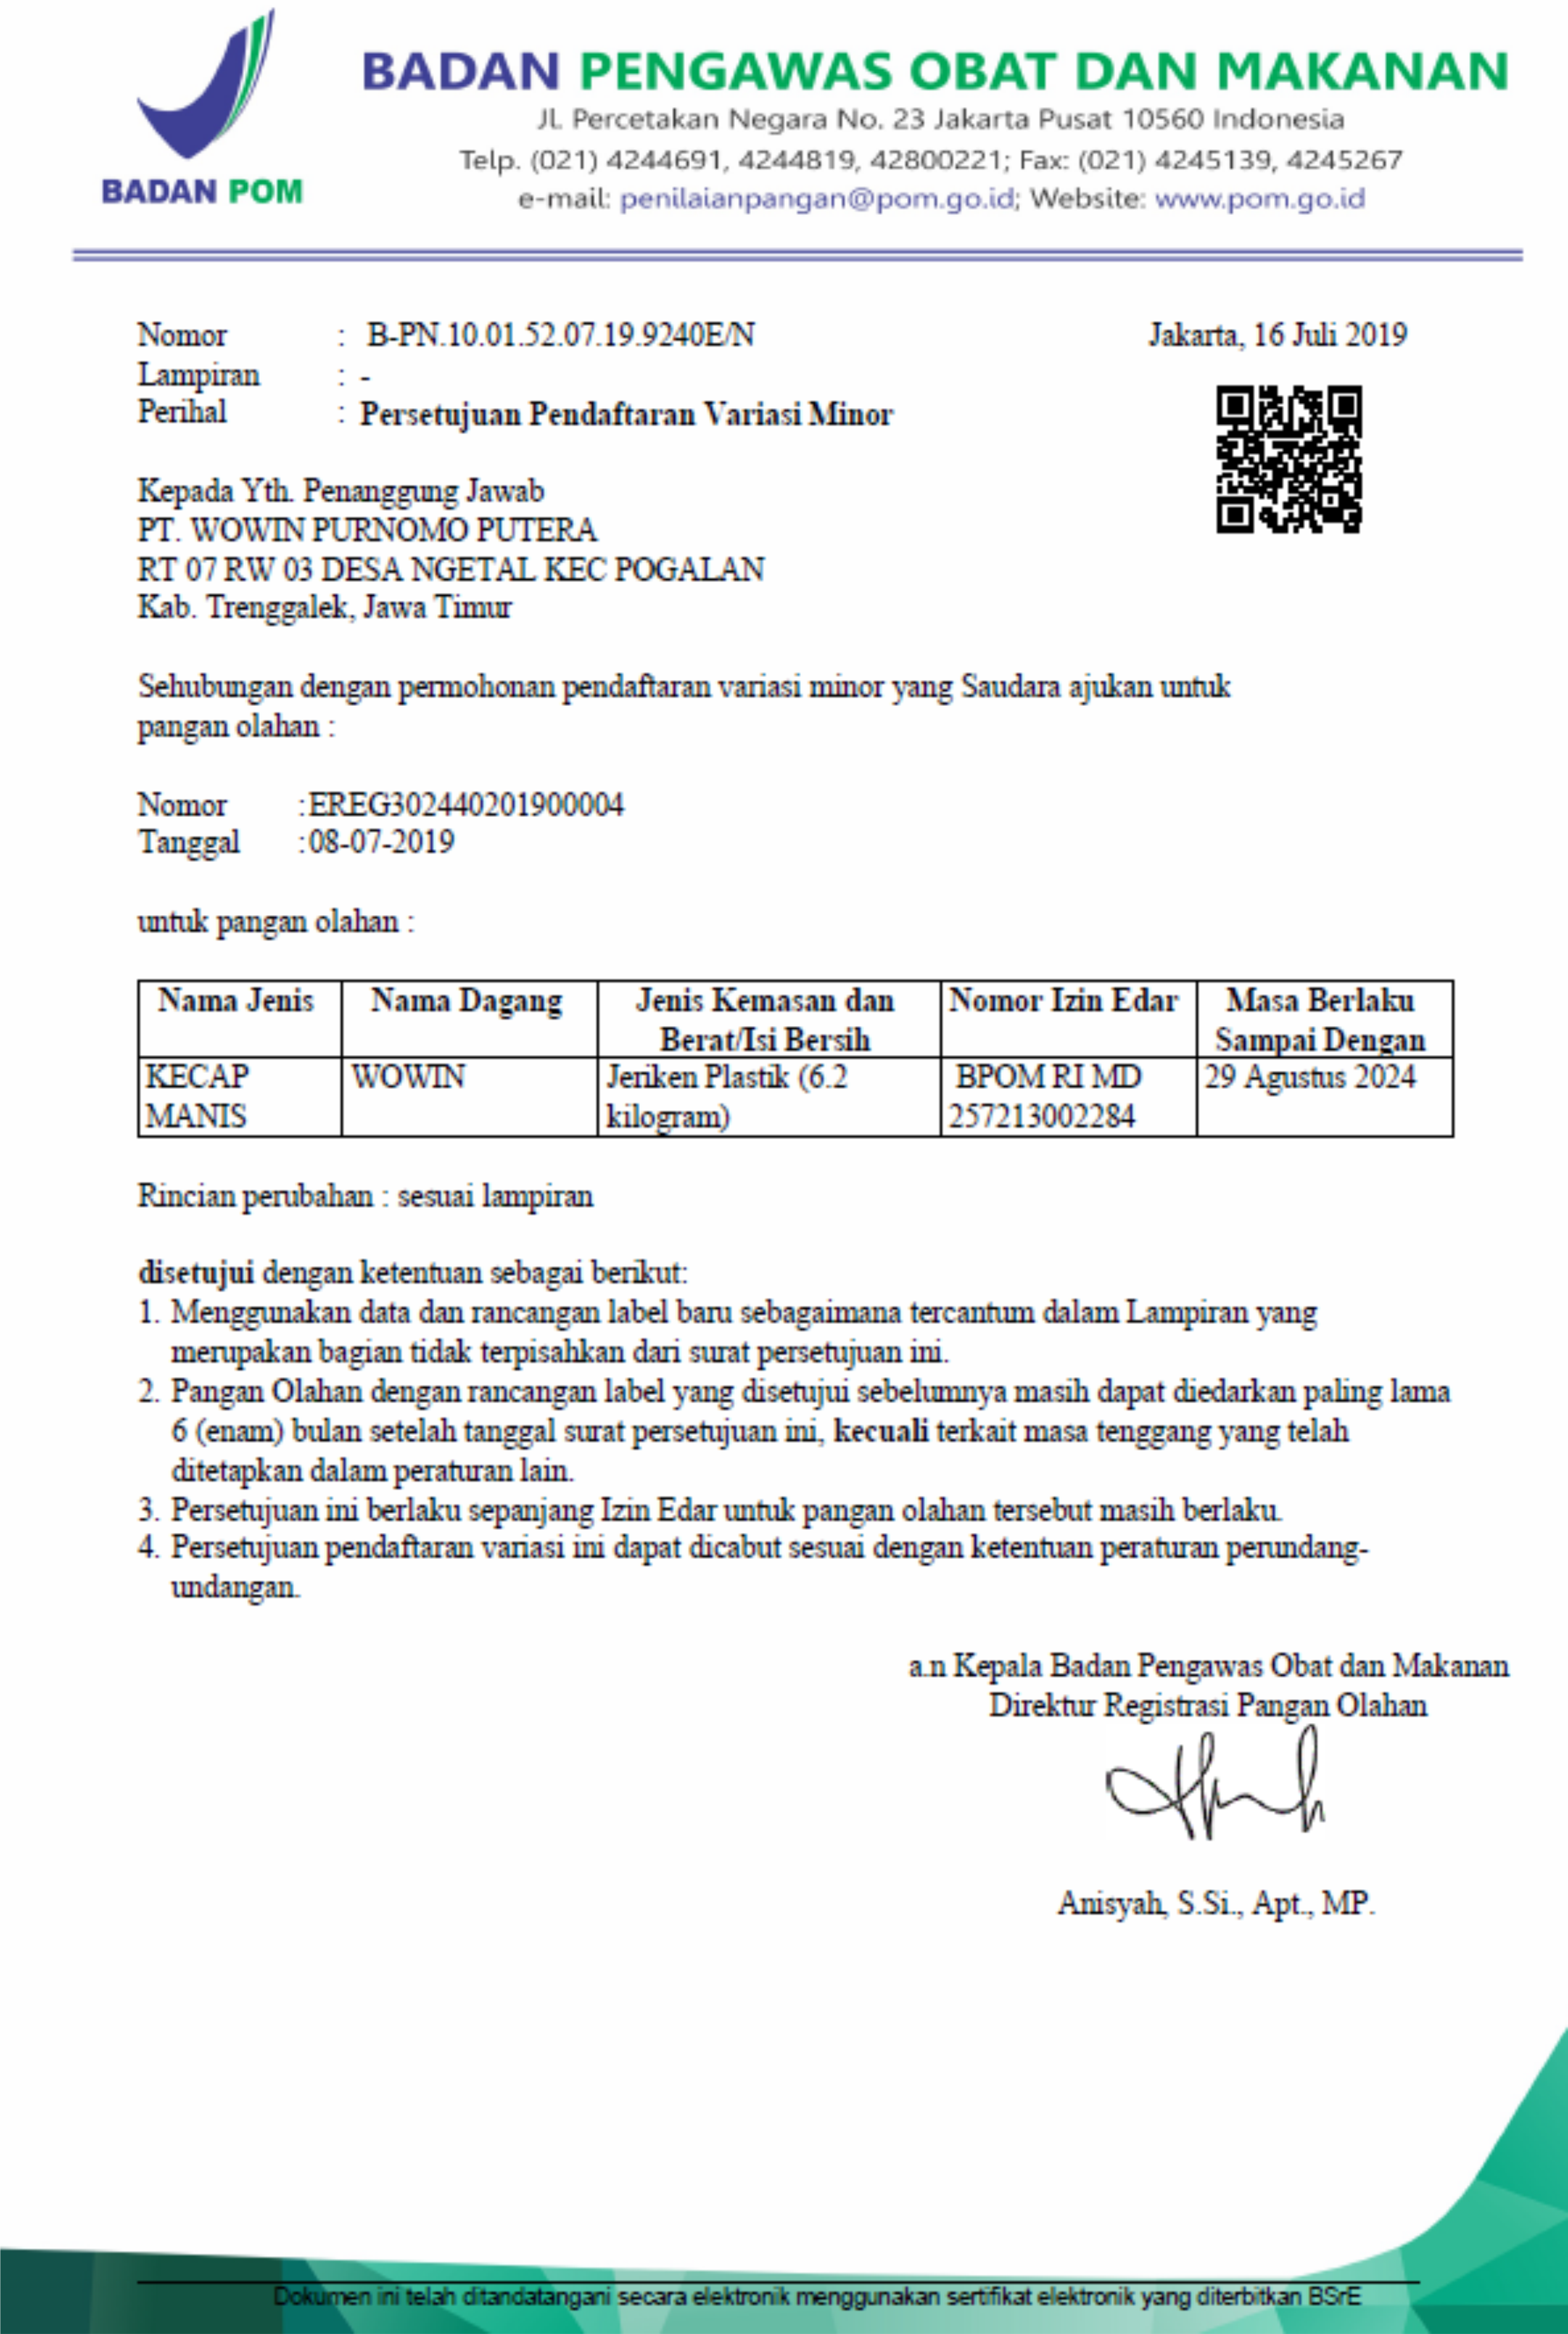 BADAN POM
BADAN PENGAWAS OBAT DAN MAKANAN
Jl. Percetakan Negara No. 23 Jakarta Pusat 10560 Indonesia
Telp. (021) 4244691, 4244819, 42800221; Fax: (021) 4245139, 4245267
e-mail: penilaianpangan@pom.go.id; Website: www.pom.go.id
Nomor : B-PN.10.01.52.07.19.9240E/N Jakarta, 16 Juli 2019
Lampiran : -
Perihal : Persetujuan Pendaftaran Variasi Minor
Kepada Yth. Penanggung Jawab
PT. WOWIN PURNOMO PUTERA
RT 07 RW 03 DESA NGETAL KEC POGALAN
Kab. Trenggalek, Jawa Timur
Sehubungan dengan permohonan pendaftaran variasi minor yang Saudara ajukan untuk
pangan olahan :
Nomor : EREG302440201900004
Tanggal : 08-07-2019
untuk pangan olahan :
Nama Jenis Nama Dagang Jenis Kemasan dan Nomor Izin Edar Masa Berlaku
Berat/Isi Bersih Sampai Dengan
KECAP WOWIN Jeriken Plastik (6.2 BPOM RI MD 29 Agustus 2024
MANIS kilogram) 257213002284
Rincian perubahan : sesuai lampiran
disetujui dengan ketentuan sebagai berikut:
1. Menggunakan data dan rancangan label baru sebagaimana tercantum dalam Lampiran yang
merupakan bagian tidak terpisahkan dari surat persetujuan ini.
2. Pangan Olahan dengan rancangan label yang disetujui sebelumnya masih dapat diedarkan paling lama
6 (enam) bulan setelah tanggal surat persetujuan ini, kecuali terkait masa tenggang yang telah
ditetapkan dalam peraturan lain.
3. Persetujuan ini berlaku sepanjang Izin Edar untuk pangan olahan tersebut masih berlaku.
4. Persetujuan pendaftaran variasi ini dapat dicabut sesuai dengan ketentuan peraturan perundang-
undangan.
a.n Kepala Badan Pengawas Obat dan Makanan
Direktur Registrasi Pangan Olahan
Anisyah, S.Si., Apt., MP.
Dokumen ini telah ditandatangani secara elektronik menggunakan sertifikat elektronik yang diterbitkan BSrE